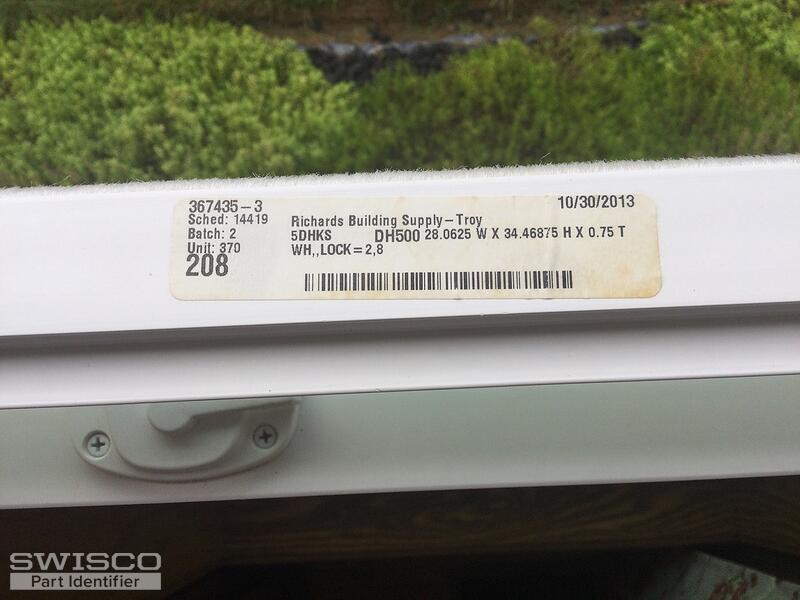 367435-3 10/30/2013
Sched: 14419 Richards Building Supply-Troy
Batch: 2 5DHKS DH500 28.0625 W X 34.46875 H X 0.75 T
Unit: 370 WH,,LOCK=2,8
208
SWISCO
Part Identifier